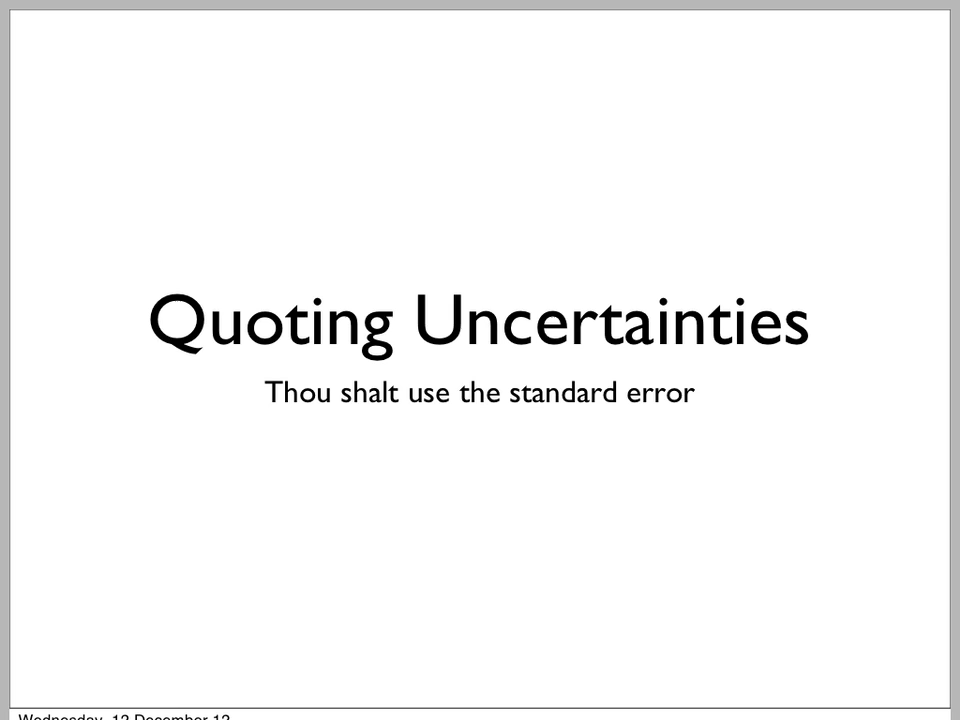 Quoting Uncertainties
Thou shalt use the standard error
Wednesday, 12 December 12